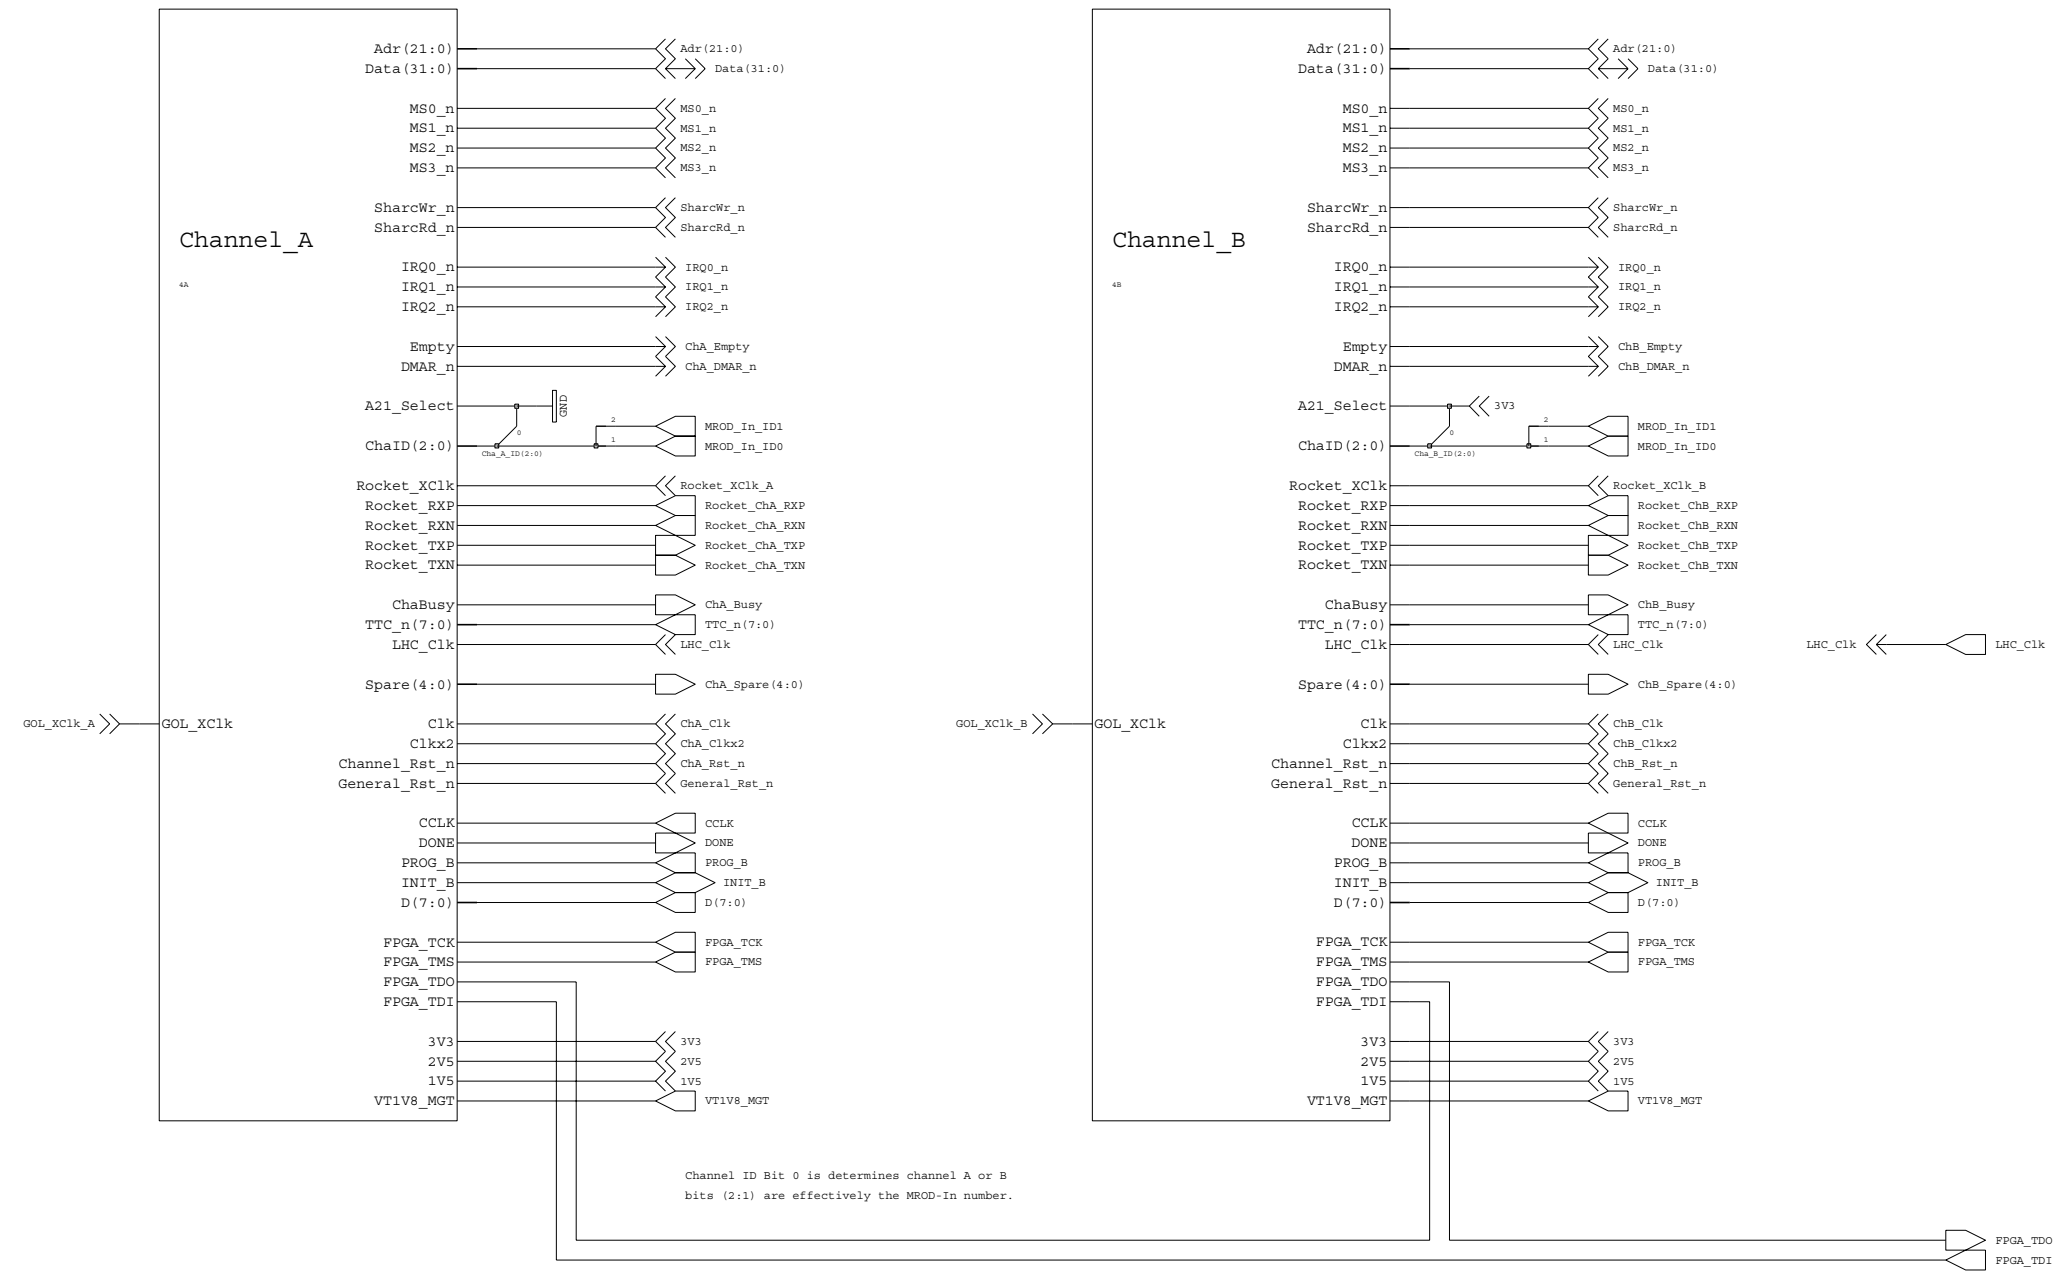 Adr(21:0) Adr(21:0)
Data(31:0) Data(31:0)
MS0_n MS0_n
MS1_n MS1_n
MS2_n MS2_n
MS3_n MS3_n
SharcWr_n SharcWr_n
SharcRd_n SharcRd_n
Channel_A
IRQ0_n IRQ0_n
4A
IRQ1_n IRQ1_n
IRQ2_n IRQ2_n
Empty ChA_Empty
DMAR_n ChA_DMAR_n
A21_Select GND
0 2 MROD_In_ID1
ChaID(2:0) 1 MROD_In_ID0
Cha_A_ID(2:0)
Rocket_XClk Rocket_XClk_A
Rocket_RXP Rocket_ChA_RXP
Rocket_RXN Rocket_ChA_RXN
Rocket_TXP Rocket_ChA_TXP
Rocket_TXN Rocket_ChA_TXN
ChaBusy ChA_Busy
TTC_n(7:0) TTC_n(7:0)
LHC_Clk LHC_Clk
Spare(4:0) ChA_Spare(4:0)
GOL_XClk_A GOL_XClk Clk ChA_Clk
Clkx2 ChA_Clkx2
Channel_Rst_n ChA_Rst_n
General_Rst_n General_Rst_n
CCLK CCLK
DONE DONE
PROG_B PROG_B
INIT_B INIT_B
D(7:0) D(7:0)
FPGA_TCK FPGA_TCK
FPGA_TMS FPGA_TMS
FPGA_TDO
FPGA_TDI
3V3 3V3
2V5 2V5
1V5 1V5
VT1V8_MGT VT1V8_MGT
Adr(21:0) Adr(21:0)
Data(31:0) Data(31:0)
MS0_n MS0_n
MS1_n MS1_n
MS2_n MS2_n
MS3_n MS3_n
SharcWr_n SharcWr_n
SharcRd_n SharcRd_n
Channel_B
IRQ0_n IRQ0_n
4B
IRQ1_n IRQ1_n
IRQ2_n IRQ2_n
Empty ChB_Empty
DMAR_n ChB_DMAR_n
A21_Select 3V3
0 2 MROD_In_ID1
ChaID(2:0) 1 MROD_In_ID0
Cha_B_ID(2:0)
Rocket_XClk Rocket_XClk_B
Rocket_RXP Rocket_ChB_RXP
Rocket_RXN Rocket_ChB_RXN
Rocket_TXP Rocket_ChB_TXP
Rocket_TXN Rocket_ChB_TXN
ChaBusy ChB_Busy
TTC_n(7:0) TTC_n(7:0)
LHC_Clk LHC_Clk
LHC_Clk LHC_Clk
Spare(4:0) ChB_Spare(4:0)
GOL_XClk_B GOL_XClk Clk ChB_Clk
Clkx2 ChB_Clkx2
Channel_Rst_n ChB_Rst_n
General_Rst_n General_Rst_n
CCLK CCLK
DONE DONE
PROG_B PROG_B
INIT_B INIT_B
D(7:0) D(7:0)
FPGA_TCK FPGA_TCK
FPGA_TMS FPGA_TMS
FPGA_TDO
FPGA_TDI
3V3 3V3
2V5 2V5
1V5 1V5
VT1V8_MGT VT1V8_MGT
Channel ID Bit 0 is determines channel A or B
bits (2:1) are effectively the MROD-In number.
FPGA_TDO
FPGA_TDI